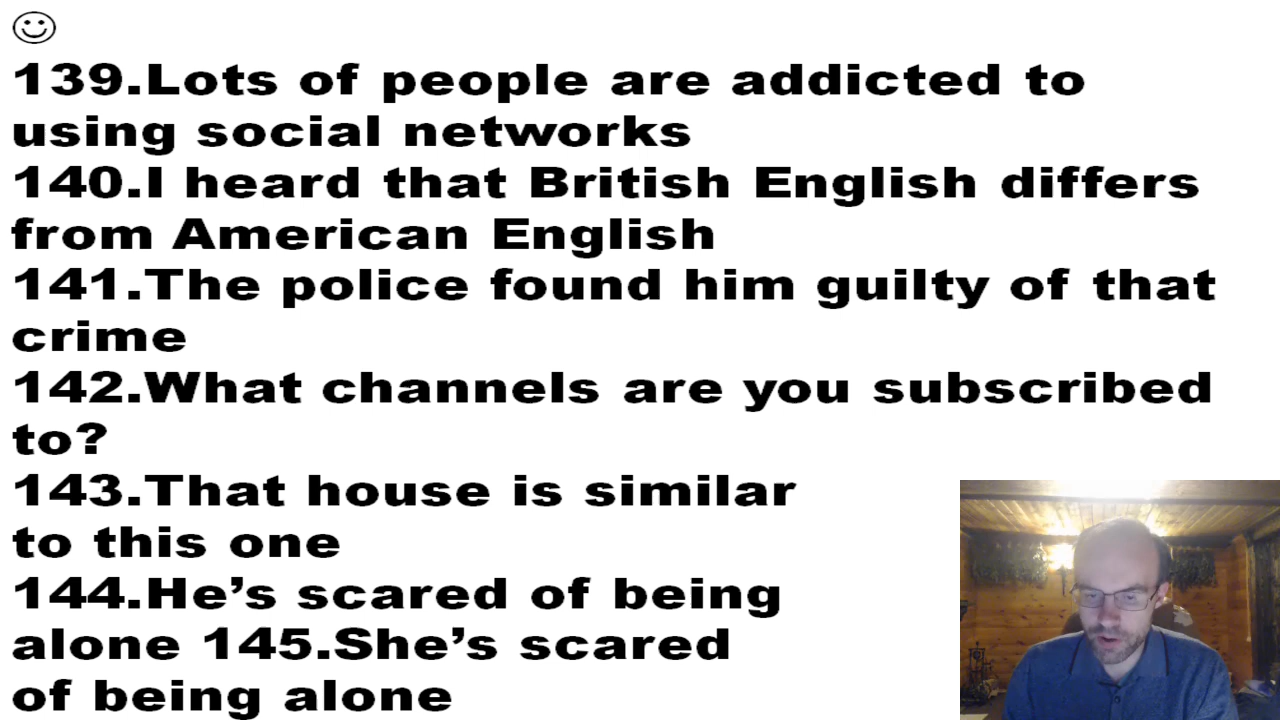 ☺
139.Lots of people are addicted to
using social networks
140.I heard that British English differs
from American English
141.The police found him guilty of that
crime
142.What channels are you subscribed
to?
143.That house is similar
to this one
144.He’s scared of being
alone 145.She’s scared
of being alone